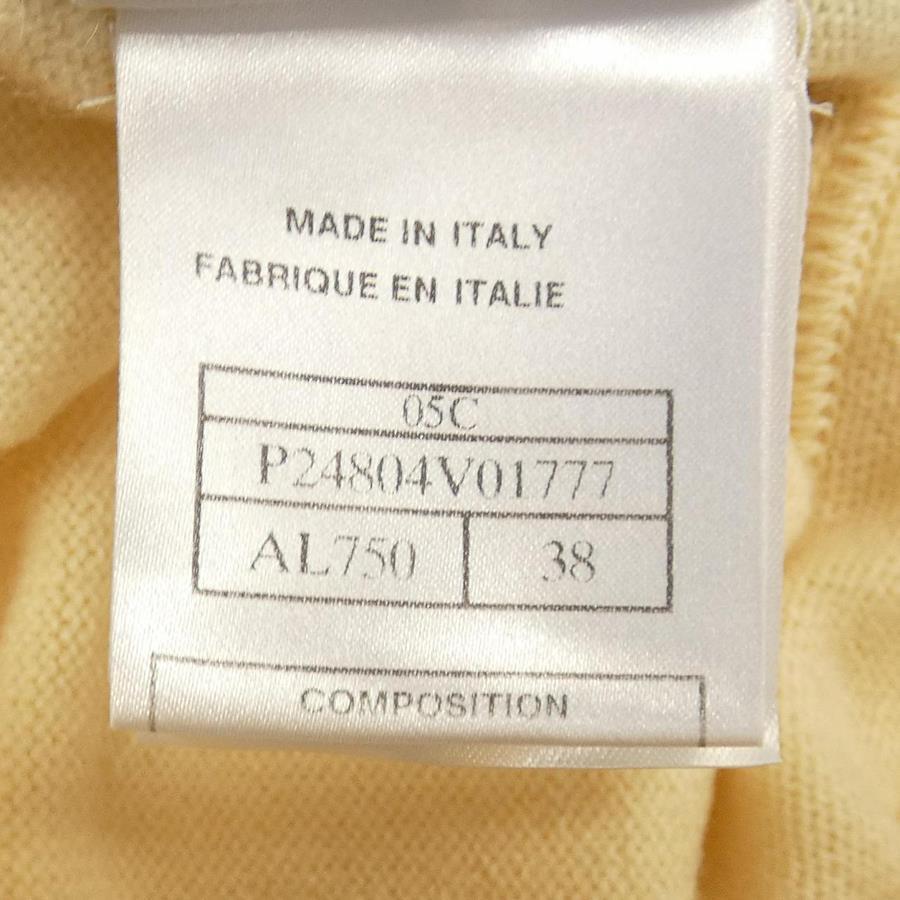 MADE IN ITALY
FABRIQUE EN ITALIE
05C
P24804V01777
AL750 38
COMPOSITION